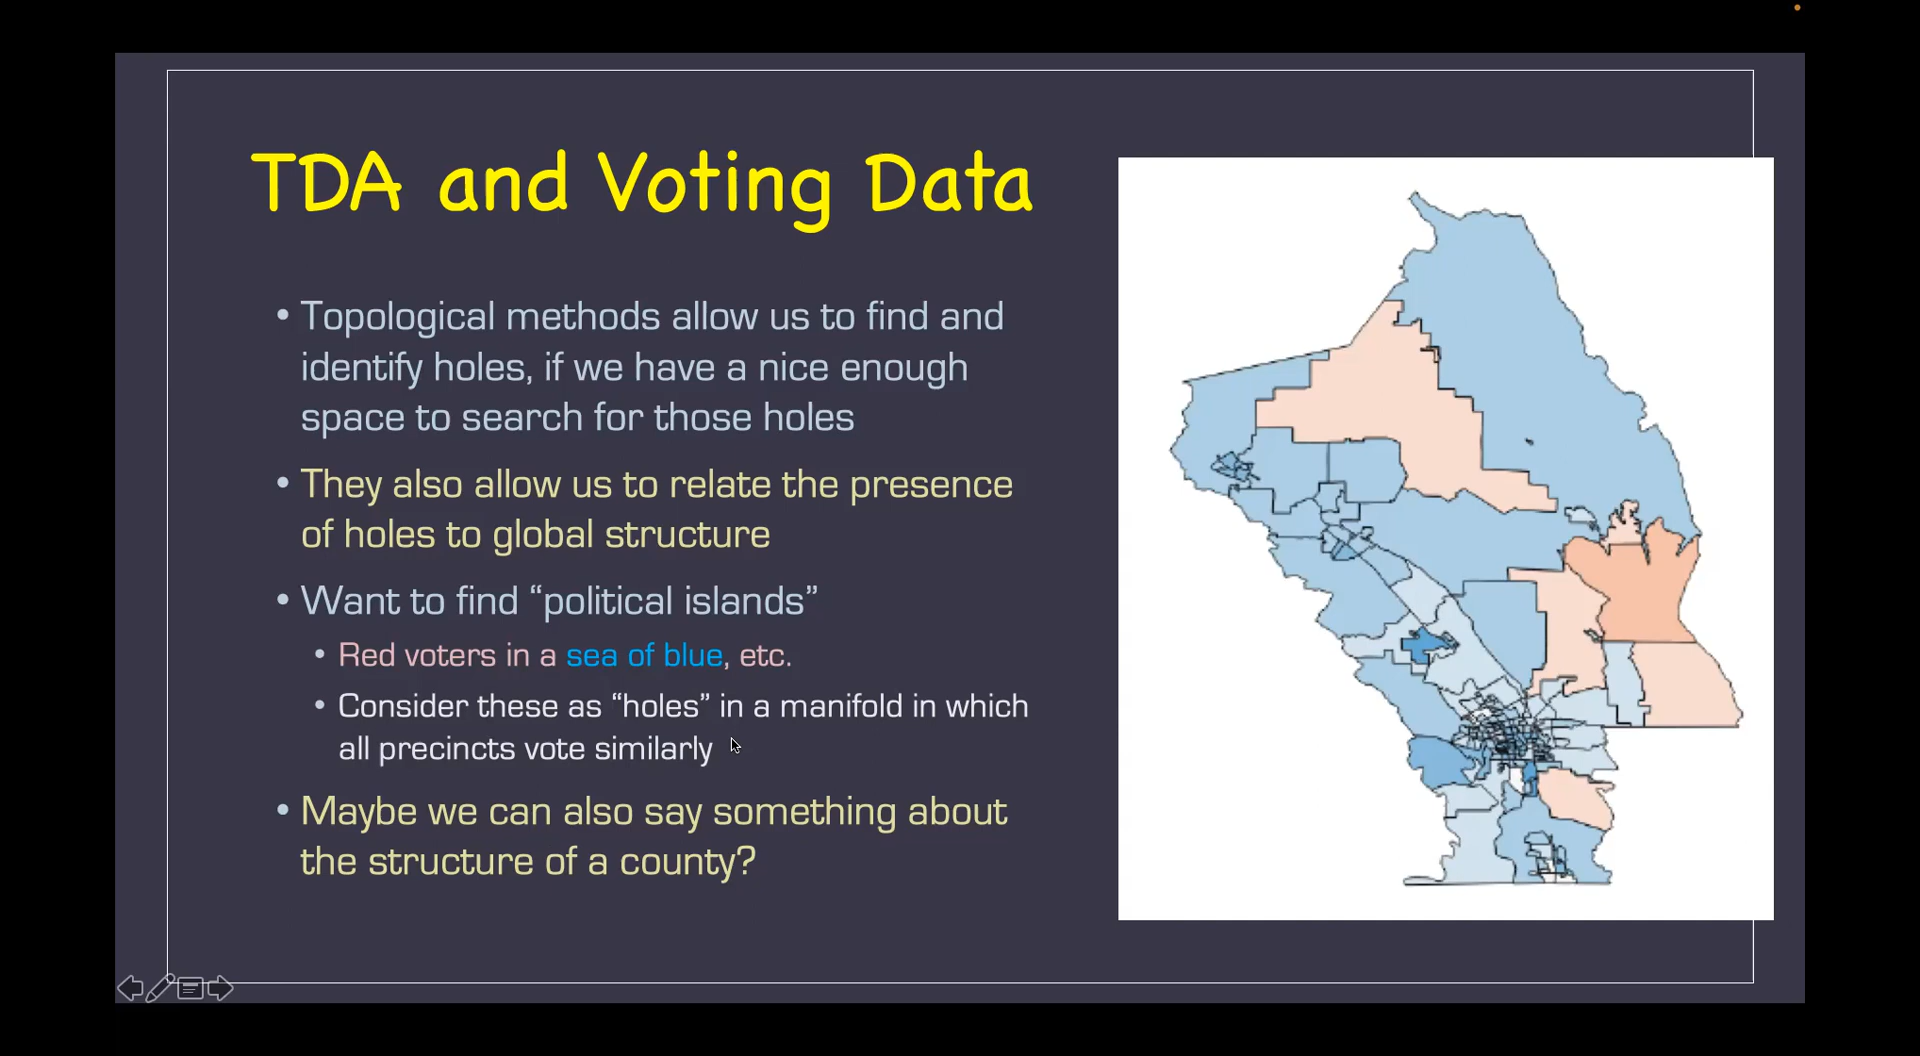 TDA and Voting Data
• Topological methods allow us to find and
identify holes, if we have a nice enough
space to search for those holes
• They also allow us to relate the presence
of holes to global structure
• Want to find “political islands”
• Red voters in a sea of blue, etc.
• Consider these as “holes” in a manifold in which
all precincts vote similarly
• Maybe we can also say something about
the structure of a county?